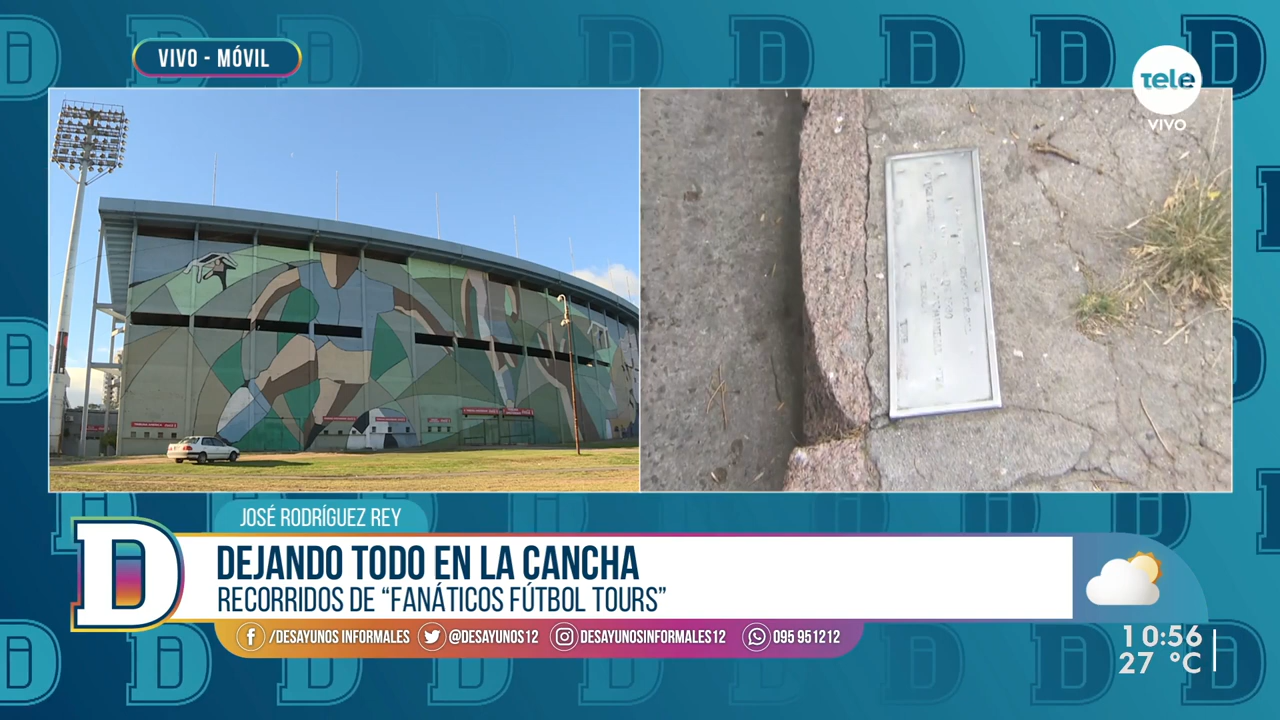 VIVO - MÓVIL
tele
VIVO
JOSÉ RODRÍGUEZ REY
D
DEJANDO TODO EN LA CANCHA
RECORRIDOS DE “FANÁTICOS FÚTBOL TOURS”
/DESAYUNOS INFORMALES @DESAYUNOS12 DESAYUNOSINFORMALES12 095 951212
10:56
27 °C